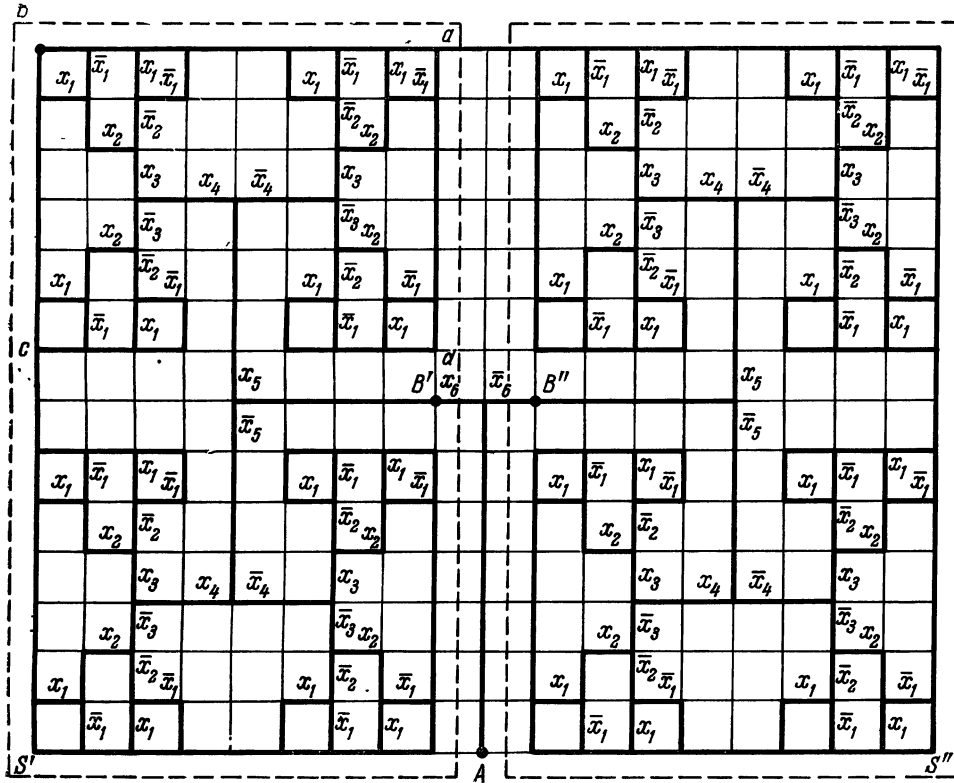 b
a
x₁ x̄₁ x₁ x̄₁ x₁ x̄₁ x₁ x̄₁ x₁ x̄₁ x₁ x̄₁ x₁ x̄₁ x₁ x̄₁
x₂ x̄₂ x̄₂ x₂ x₂ x̄₂ x̄₂ x₂
x₃ x₄ x̄₄ x₃ x₃ x₄ x̄₄ x₃
x₂ x̄₃ x̄₃ x₂ x₂ x̄₃ x̄₃ x₂
x₁ x̄₂ x̄₁ x₁ x̄₂ x̄₁ x₁ x̄₂ x̄₁ x₁ x̄₂ x̄₁
x̄₁ x₁ x̄₁ x₁ x̄₁ x₁ x̄₁ x₁
c d
x₅ B′ x₆ x̄₆ B″ x₅
x̄₅ x̄₅
x₁ x̄₁ x₁ x̄₁ x₁ x̄₁ x₁ x̄₁ x₁ x̄₁ x₁ x̄₁ x₁ x̄₁ x₁ x̄₁
x₂ x̄₂ x̄₂ x₂ x₂ x̄₂ x̄₂ x₂
x₃ x₄ x̄₄ x₃ x₃ x₄ x̄₄ x₃
x₂ x̄₃ x̄₃ x₂ x₂ x̄₃ x̄₃ x₂
x₁ x̄₂ x̄₁ x₁ x̄₂ x̄₁ x₁ x̄₂ x̄₁ x₁ x̄₂ x̄₁
x̄₁ x₁ x̄₁ x₁ x̄₁ x₁ x̄₁ x₁
S′ A S″